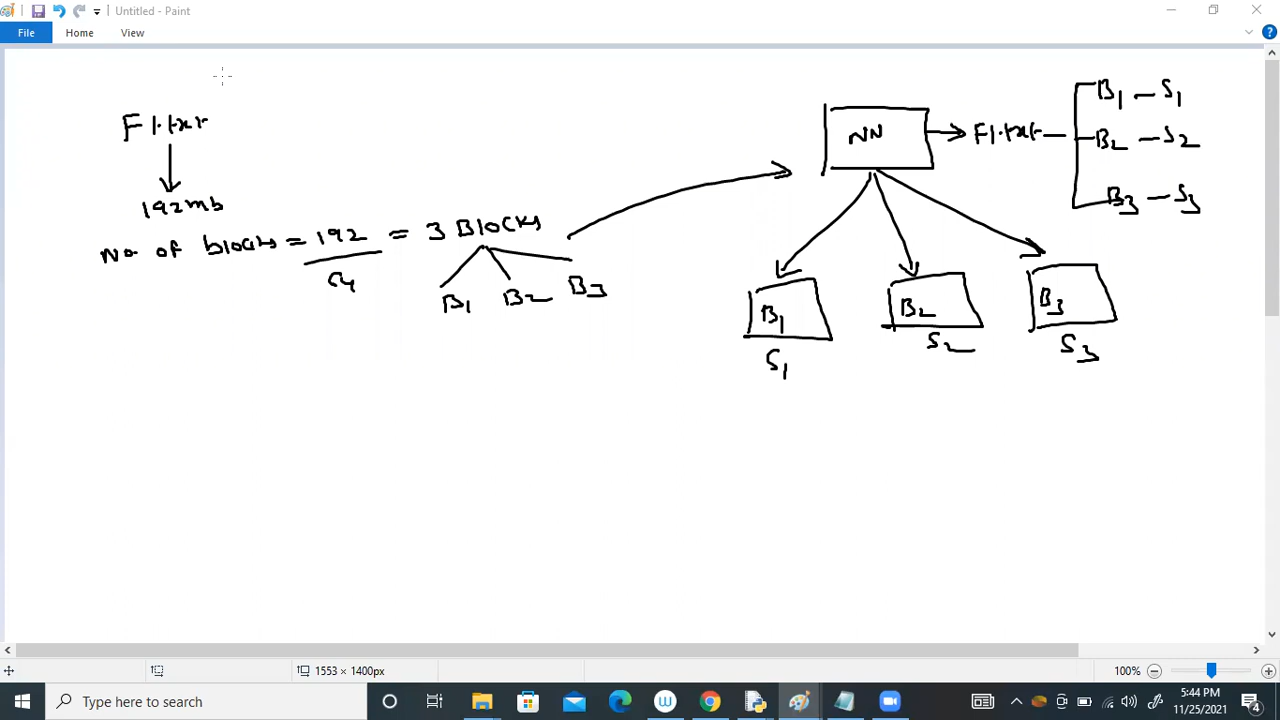 Untitled - Paint
File Home View
F1.txt
192mb
No. of blocks = 192 = 3 Blocks
64
B1 B2 B3
NN
F1.txt
B1 - S1
B2 - S2
B3 - S3
B1 B2 B3
S1 S2 S3
1553 × 1400px
100%
Type here to search
5:44 PM
11/25/2021
4